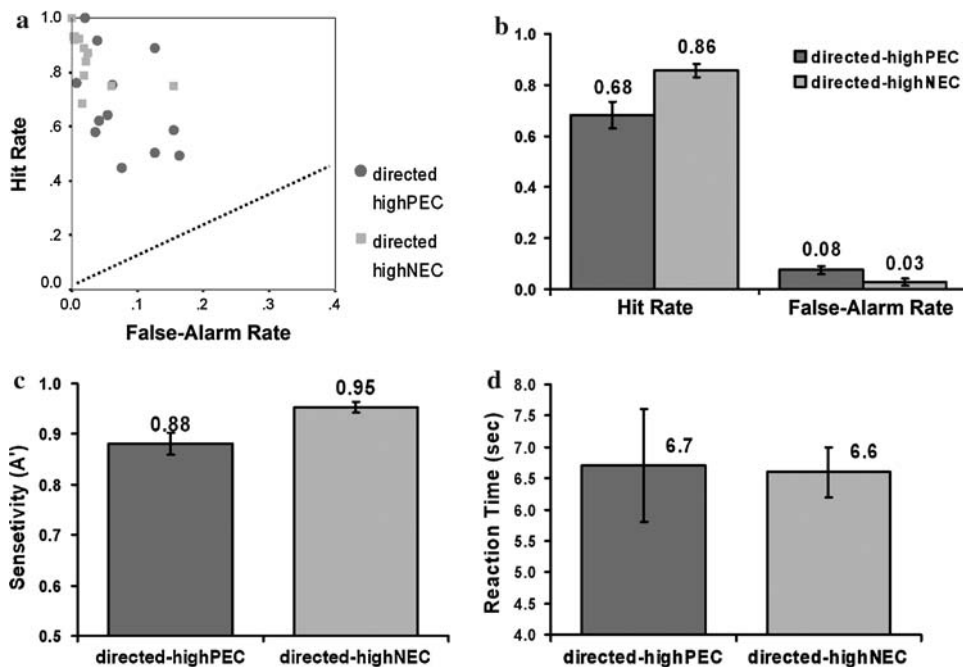 a
1.0
.8
.6
.4
.2
0.0
Hit Rate
0.0
.1
.2
.3
.4
False-Alarm Rate
directed
highPEC
directed
highNEC
b
1.0
0.8
0.6
0.4
0.2
0.0
0.68
0.86
0.08
0.03
directed-highPEC
directed-highNEC
Hit Rate
False-Alarm Rate
c
1.0
0.9
0.8
0.7
0.6
0.5
Sensetivity (A')
0.88
0.95
directed-highPEC
directed-highNEC
d
8.0
7.5
7.0
6.5
6.0
5.5
5.0
4.5
4.0
Reaction Time (sec)
6.7
6.6
directed-highPEC
directed-highNEC